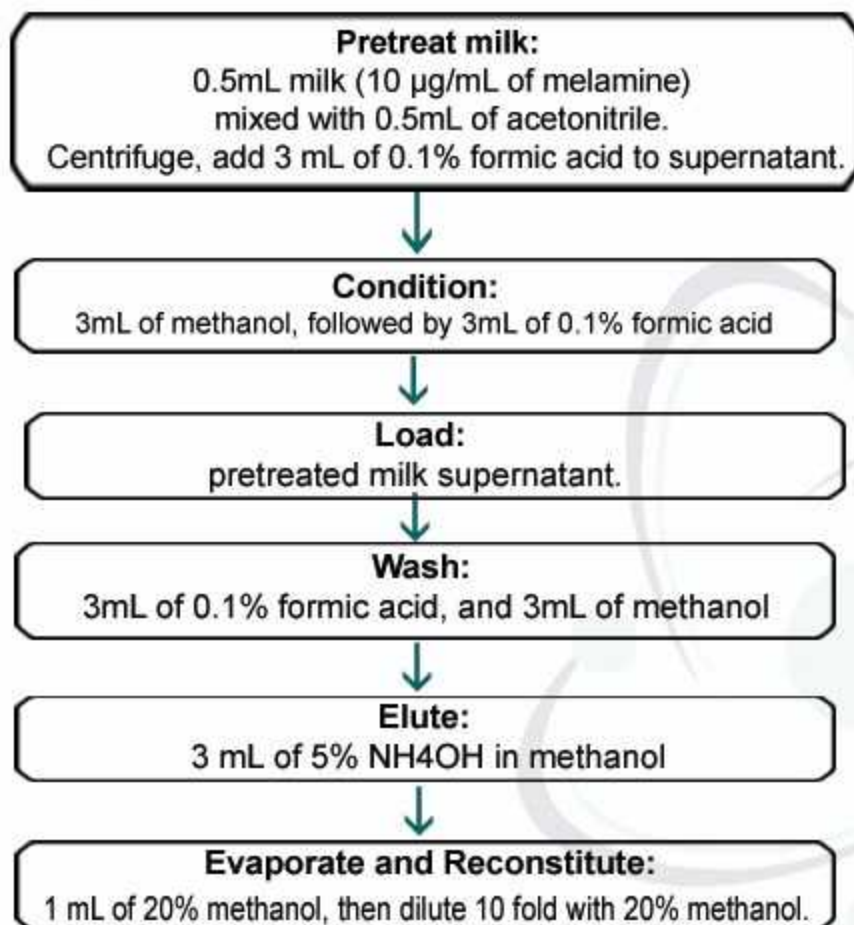 Pretreat milk:
0.5mL milk (10 µg/mL of melamine)
mixed with 0.5mL of acetonitrile.
Centrifuge, add 3 mL of 0.1% formic acid to supernatant.
Condition:
3mL of methanol, followed by 3mL of 0.1% formic acid
Load:
pretreated milk supernatant.
Wash:
3mL of 0.1% formic acid, and 3mL of methanol
Elute:
3 mL of 5% NH4OH in methanol
Evaporate and Reconstitute:
1 mL of 20% methanol, then dilute 10 fold with 20% methanol.